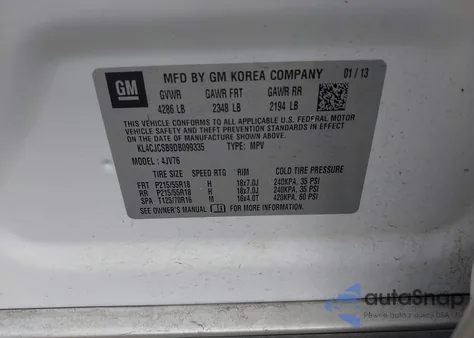 GM
MFD BY GM KOREA COMPANY 01/13
GVWR GAWR FRT GAWR RR
4286 LB 2348 LB 2194 LB
THIS VEHICLE CONFORMS TO ALL APPLICABLE U.S. FEDERAL MOTOR
VEHICLE SAFETY, BUMPER, AND THEFT PREVENTION STANDARDS IN
EFFECT ON THE DATE OF MANUFACTURE SHOWN ABOVE.
KL4CJCSB9DB099335 TYPE: MPV
MODEL: 4JV76
TIRE SIZE SPEED RTG RIM COLD TIRE PRESSURE
FRT P215/55R18 H 18x7.0J 240KPA, 35 PSI
RR P215/55R18 H 18x7.0J 240KPA, 35 PSI
SPA T125/70R16 M 16x4.0T 420KPA, 60 PSI
SEE OWNER'S MANUAL FOR MORE INFORMATION.
autoSnap